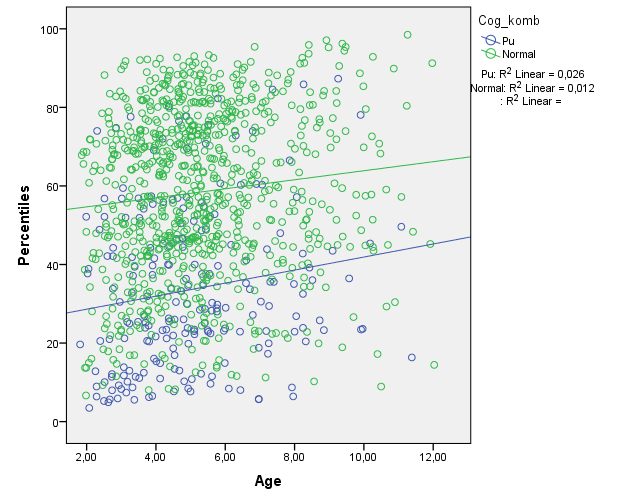 Cog_komb
Pu
Normal
Pu: R² Linear = 0,026
Normal: R² Linear = 0,012
: R² Linear =
100
80
60
40
20
0
Percentiles
2,00 4,00 6,00 8,00 10,00 12,00
Age